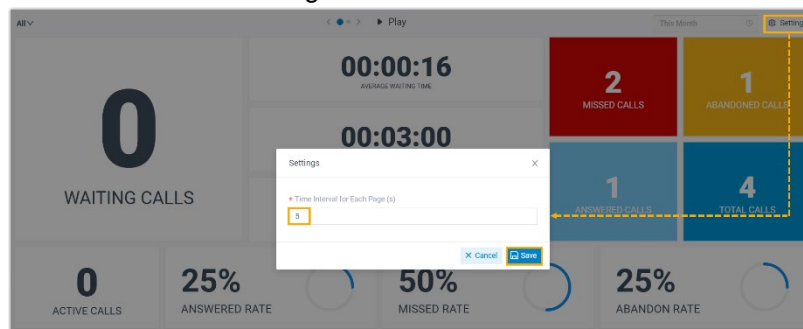 All
Play
This Month
Setting
0
WAITING CALLS
00:00:16
AVERAGE WAITING TIME
00:03:00
2
MISSED CALLS
1
ABANDONED CALLS
Settings
* Time Interval for Each Page (s)
5
Cancel
Save
1
ANSWERED CALLS
4
TOTAL CALLS
0
ACTIVE CALLS
25%
ANSWERED RATE
50%
MISSED RATE
25%
ABANDON RATE